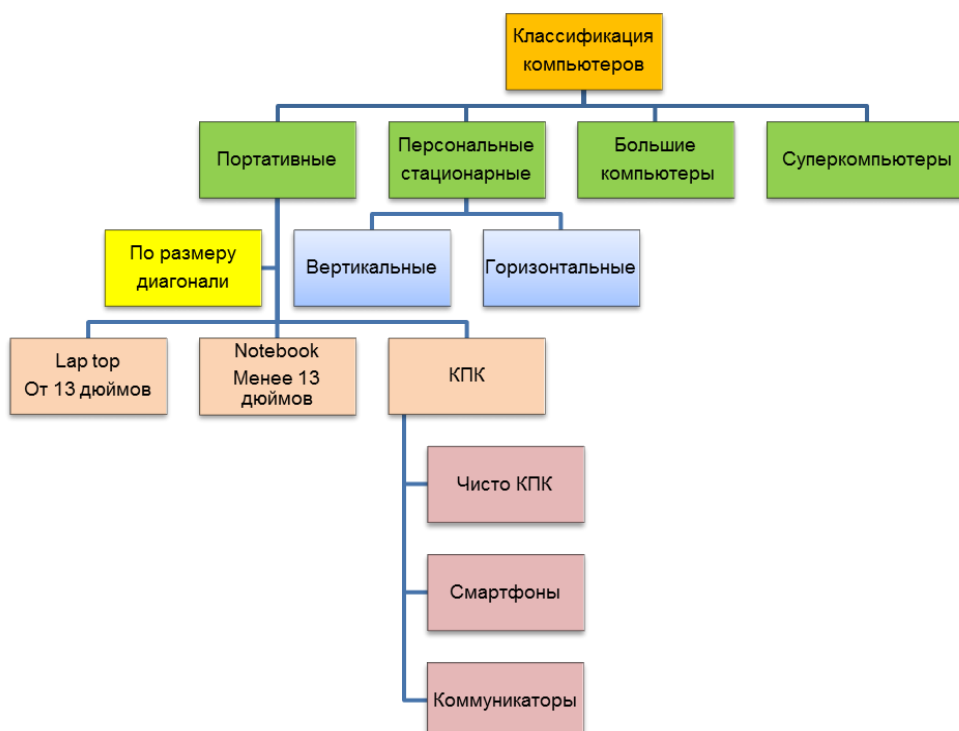 Классификация
компьютеров
Портативные
Персональные
стационарные
Большие
компьютеры
Суперкомпьютеры
По размеру
диагонали
Вертикальные
Горизонтальные
Lap top
От 13 дюймов
Notebook
Менее 13
дюймов
КПК
Чисто КПК
Смартфоны
Коммуникаторы